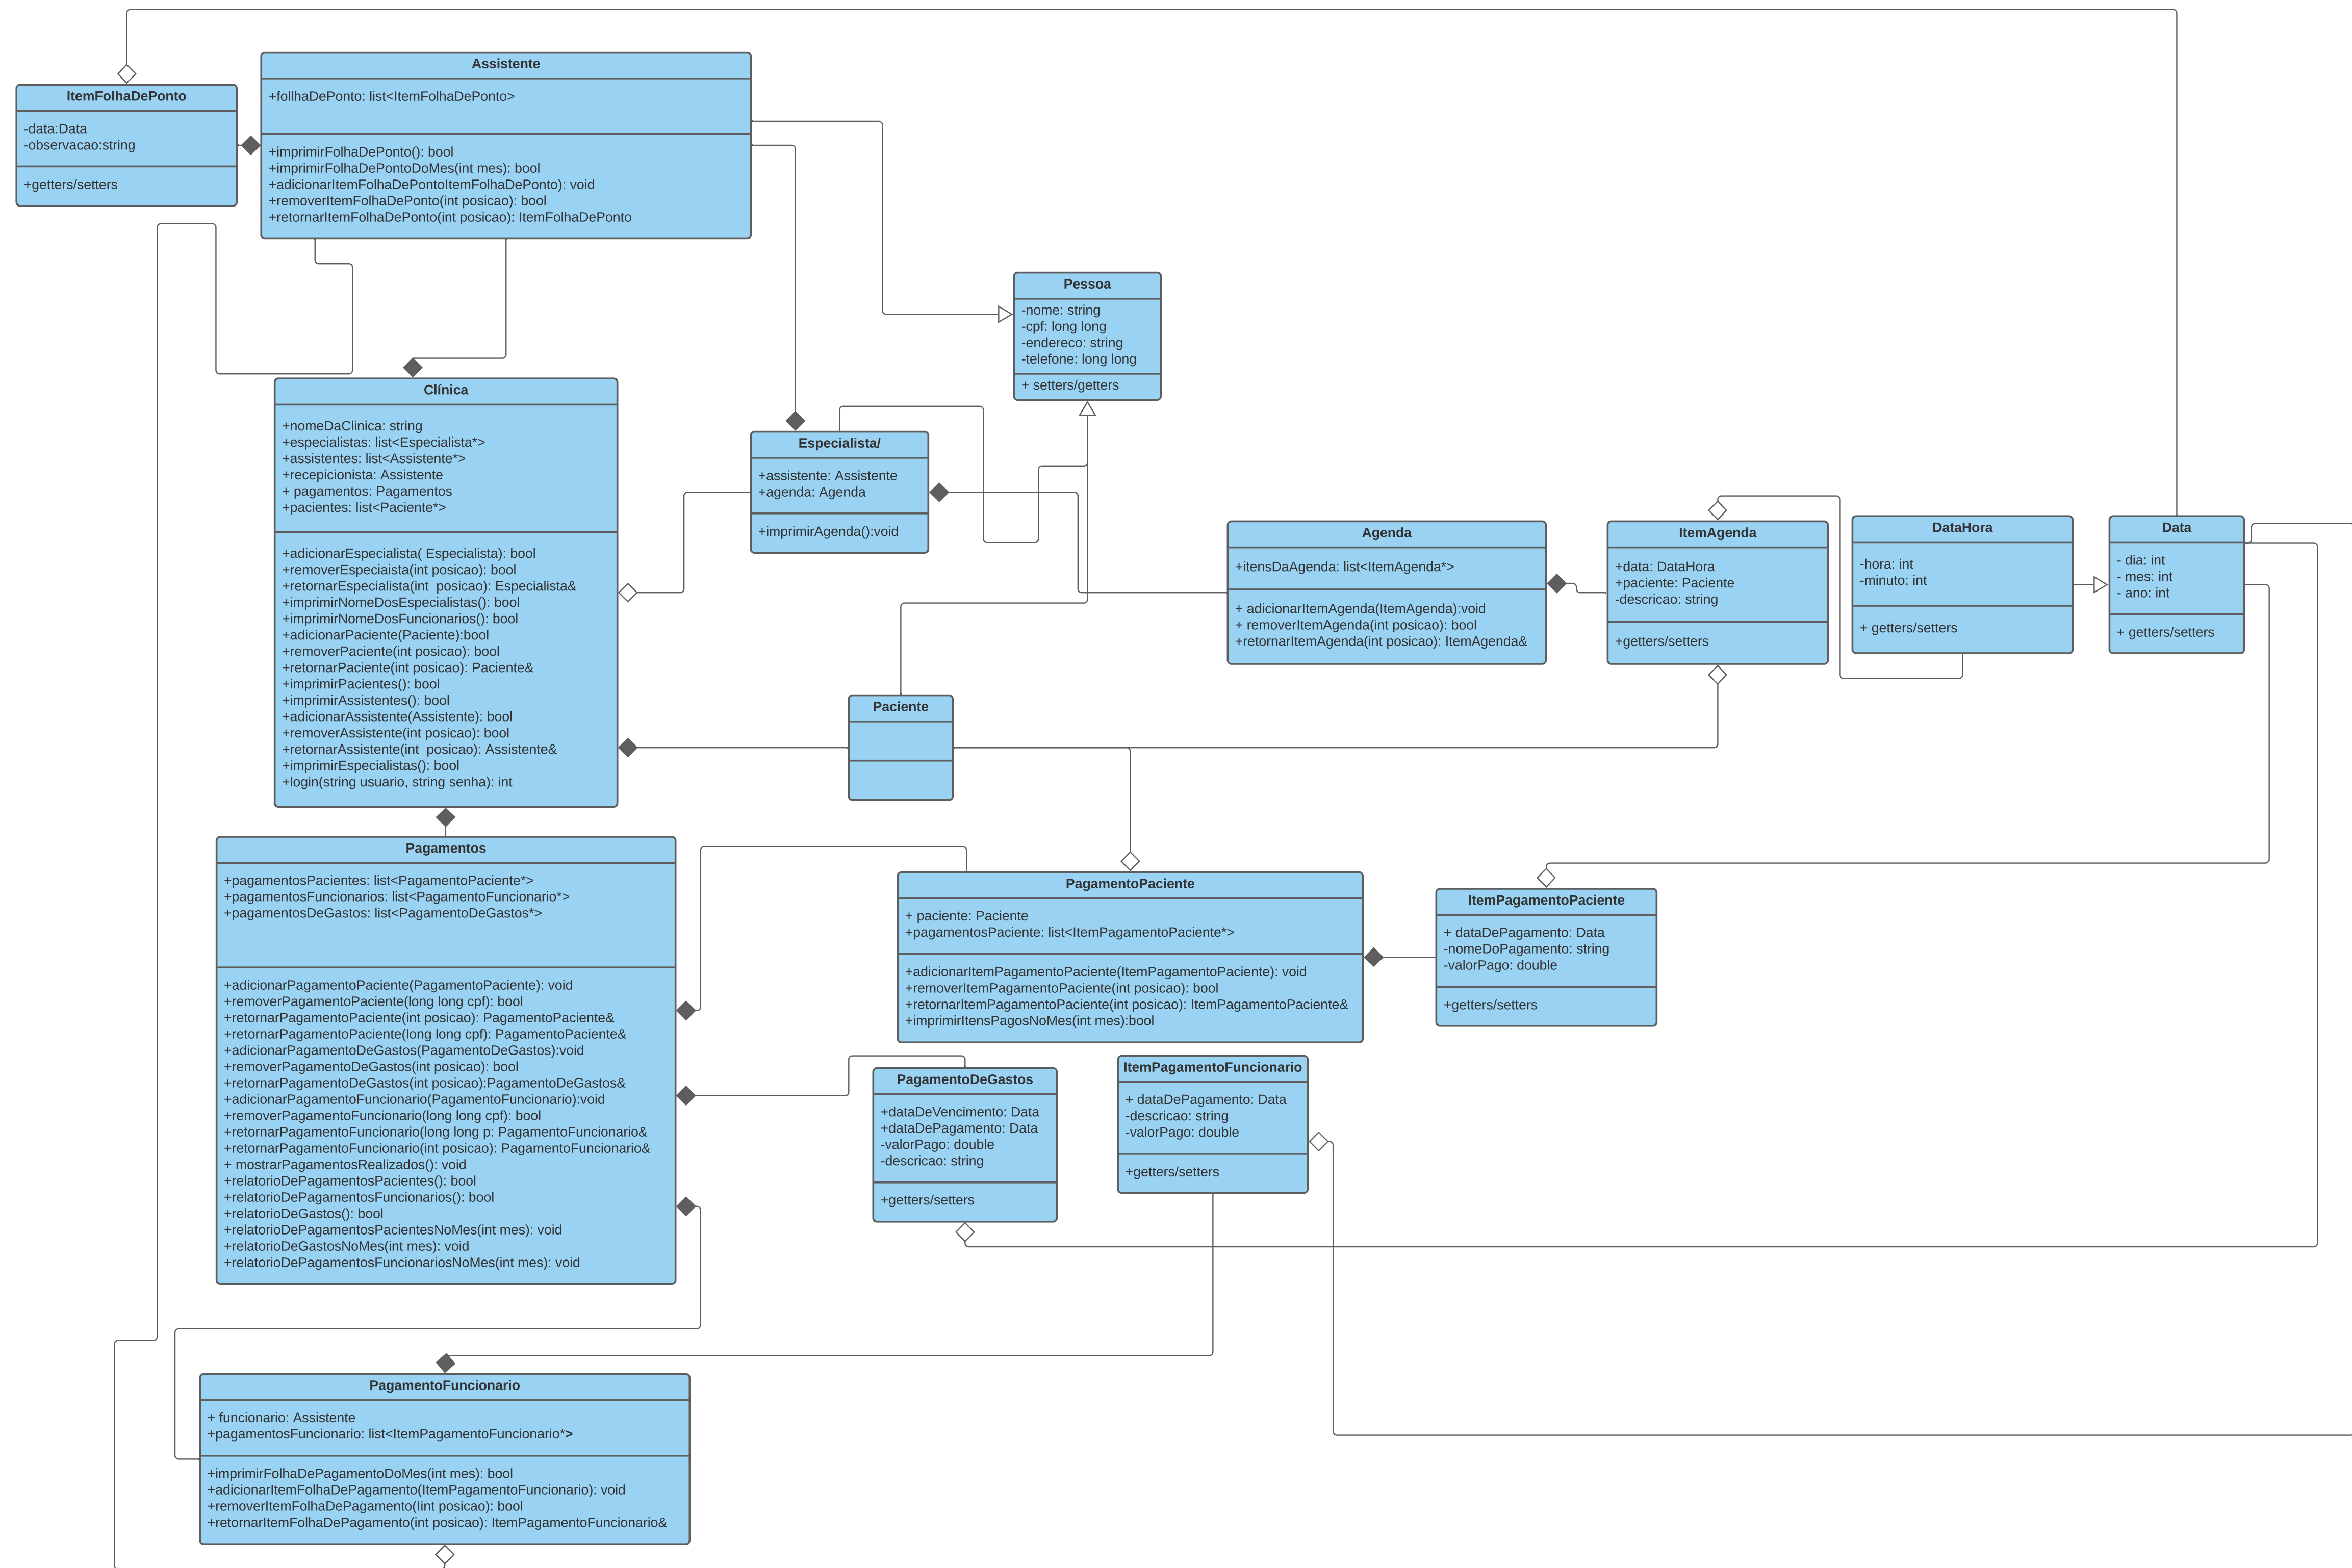 ItemFolhaDePonto
-data:Data
-observacao:string
+getters/setters
Assistente
+follhaDePonto: list<ItemFolhaDePonto>
+imprimirFolhaDePonto(): bool
+imprimirFolhaDePontoDoMes(int mes): bool
+adicionarItemFolhaDePontoItemFolhaDePonto): void
+removerItemFolhaDePonto(int posicao): bool
+retornarItemFolhaDePonto(int posicao): ItemFolhaDePonto
Pessoa
-nome: string
-cpf: long long
-endereco: string
-telefone: long long
+ setters/getters
Clínica
+nomeDaClinica: string
+especialistas: list<Especialista*>
+assistentes: list<Assistente*>
+recepicionista: Assistente
+ pagamentos: Pagamentos
+pacientes: list<Paciente*>
+adicionarEspecialista( Especialista): bool
+removerEspeciaista(int posicao): bool
+retornarEspecialista(int  posicao): Especialista&
+imprimirNomeDosEspecialistas(): bool
+imprimirNomeDosFuncionarios(): bool
+adicionarPaciente(Paciente):bool
+removerPaciente(int posicao): bool
+retornarPaciente(int posicao): Paciente&
+imprimirPacientes(): bool
+imprimirAssistentes(): bool
+adicionarAssistente(Assistente): bool
+removerAssistente(int posicao): bool
+retornarAssistente(int  posicao): Assistente&
+imprimirEspecialistas(): bool
+login(string usuario, string senha): int
Especialista/
+assistente: Assistente
+agenda: Agenda
+imprimirAgenda():void
Agenda
+itensDaAgenda: list<ItemAgenda*>
+ adicionarItemAgenda(ItemAgenda):void
+ removerItemAgenda(int posicao): bool
+retornarItemAgenda(int posicao): ItemAgenda&
ItemAgenda
+data: DataHora
+paciente: Paciente
-descricao: string
+getters/setters
DataHora
-hora: int
-minuto: int
+ getters/setters
Data
- dia: int
- mes: int
- ano: int
+ getters/setters
Paciente
Pagamentos
+pagamentosPacientes: list<PagamentoPaciente*>
+pagamentosFuncionarios: list<PagamentoFuncionario*>
+pagamentosDeGastos: list<PagamentoDeGastos*>
+adicionarPagamentoPaciente(PagamentoPaciente): void
+removerPagamentoPaciente(long long cpf): bool
+retornarPagamentoPaciente(int posicao): PagamentoPaciente&
+retornarPagamentoPaciente(long long cpf): PagamentoPaciente&
+adicionarPagamentoDeGastos(PagamentoDeGastos):void
+removerPagamentoDeGastos(int posicao): bool
+retornarPagamentoDeGastos(int posicao):PagamentoDeGastos&
+adicionarPagamentoFuncionario(PagamentoFuncionario):void
+removerPagamentoFuncionario(long long cpf): bool
+retornarPagamentoFuncionario(long long p: PagamentoFuncionario&
+retornarPagamentoFuncionario(int posicao): PagamentoFuncionario&
+ mostrarPagamentosRealizados(): void
+relatorioDePagamentosPacientes(): bool
+relatorioDePagamentosFuncionarios(): bool
+relatorioDeGastos(): bool
+relatorioDePagamentosPacientesNoMes(int mes): void
+relatorioDeGastosNoMes(int mes): void
+relatorioDePagamentosFuncionariosNoMes(int mes): void
PagamentoPaciente
+ paciente: Paciente
+pagamentosPaciente: list<ItemPagamentoPaciente*>
+adicionarItemPagamentoPaciente(ItemPagamentoPaciente): void
+removerItemPagamentoPaciente(int posicao): bool
+retornarItemPagamentoPaciente(int posicao): ItemPagamentoPaciente&
+imprimirItensPagosNoMes(int mes):bool
ItemPagamentoPaciente
+ dataDePagamento: Data
-nomeDoPagamento: string
-valorPago: double
+getters/setters
PagamentoDeGastos
+dataDeVencimento: Data
+dataDePagamento: Data
-valorPago: double
-descricao: string
+getters/setters
ItemPagamentoFuncionario
+ dataDePagamento: Data
-descricao: string
-valorPago: double
+getters/setters
PagamentoFuncionario
+ funcionario: Assistente
+pagamentosFuncionario: list<ItemPagamentoFuncionario*>
+imprimirFolhaDePagamentoDoMes(int mes): bool
+adicionarItemFolhaDePagamento(ItemPagamentoFuncionario): void
+removerItemFolhaDePagamento(Iint posicao): bool
+retornarItemFolhaDePagamento(int posicao): ItemPagamentoFuncionario&